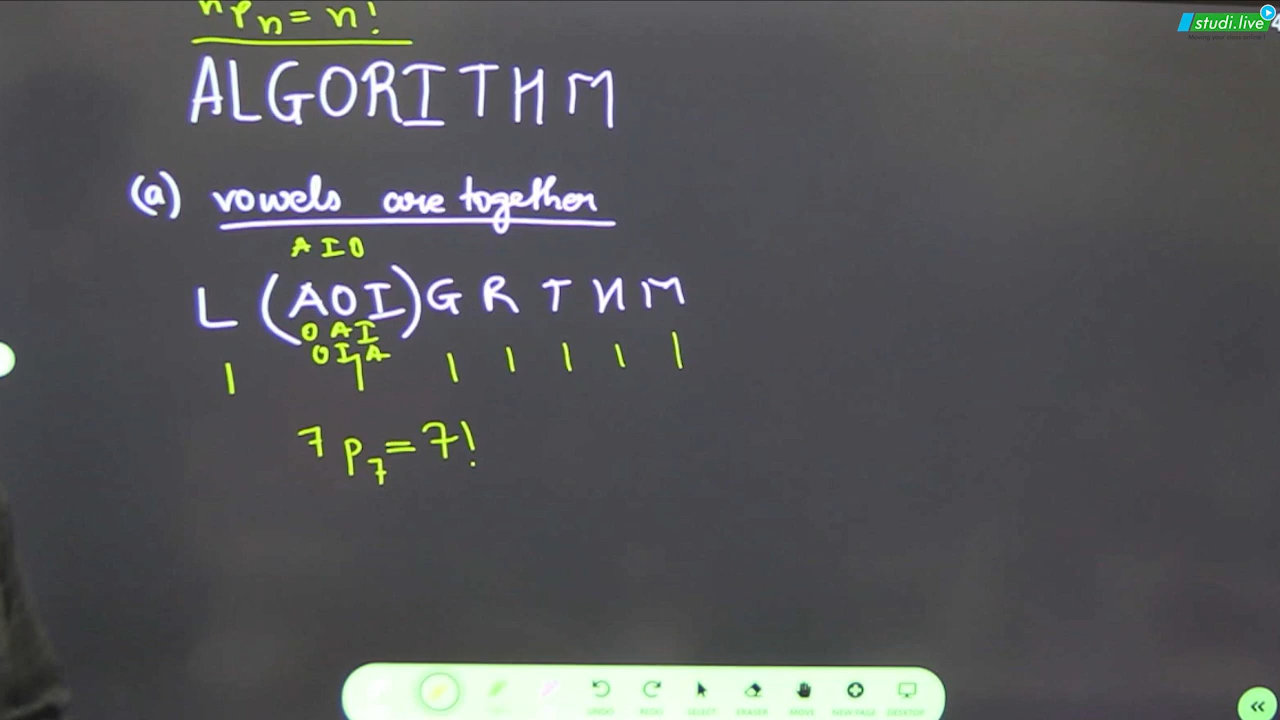 ⁿPₙ = n!
studi.live
ALGORITHM
(a) vowels are together
A I O
L (AOI) G R T H M
O A I
O I A
1 1 1 1 1 1 1
⁷P₇ = 7!
UNDO REDO SELECT ERASER MOVE NEW PAGE DESKTOP